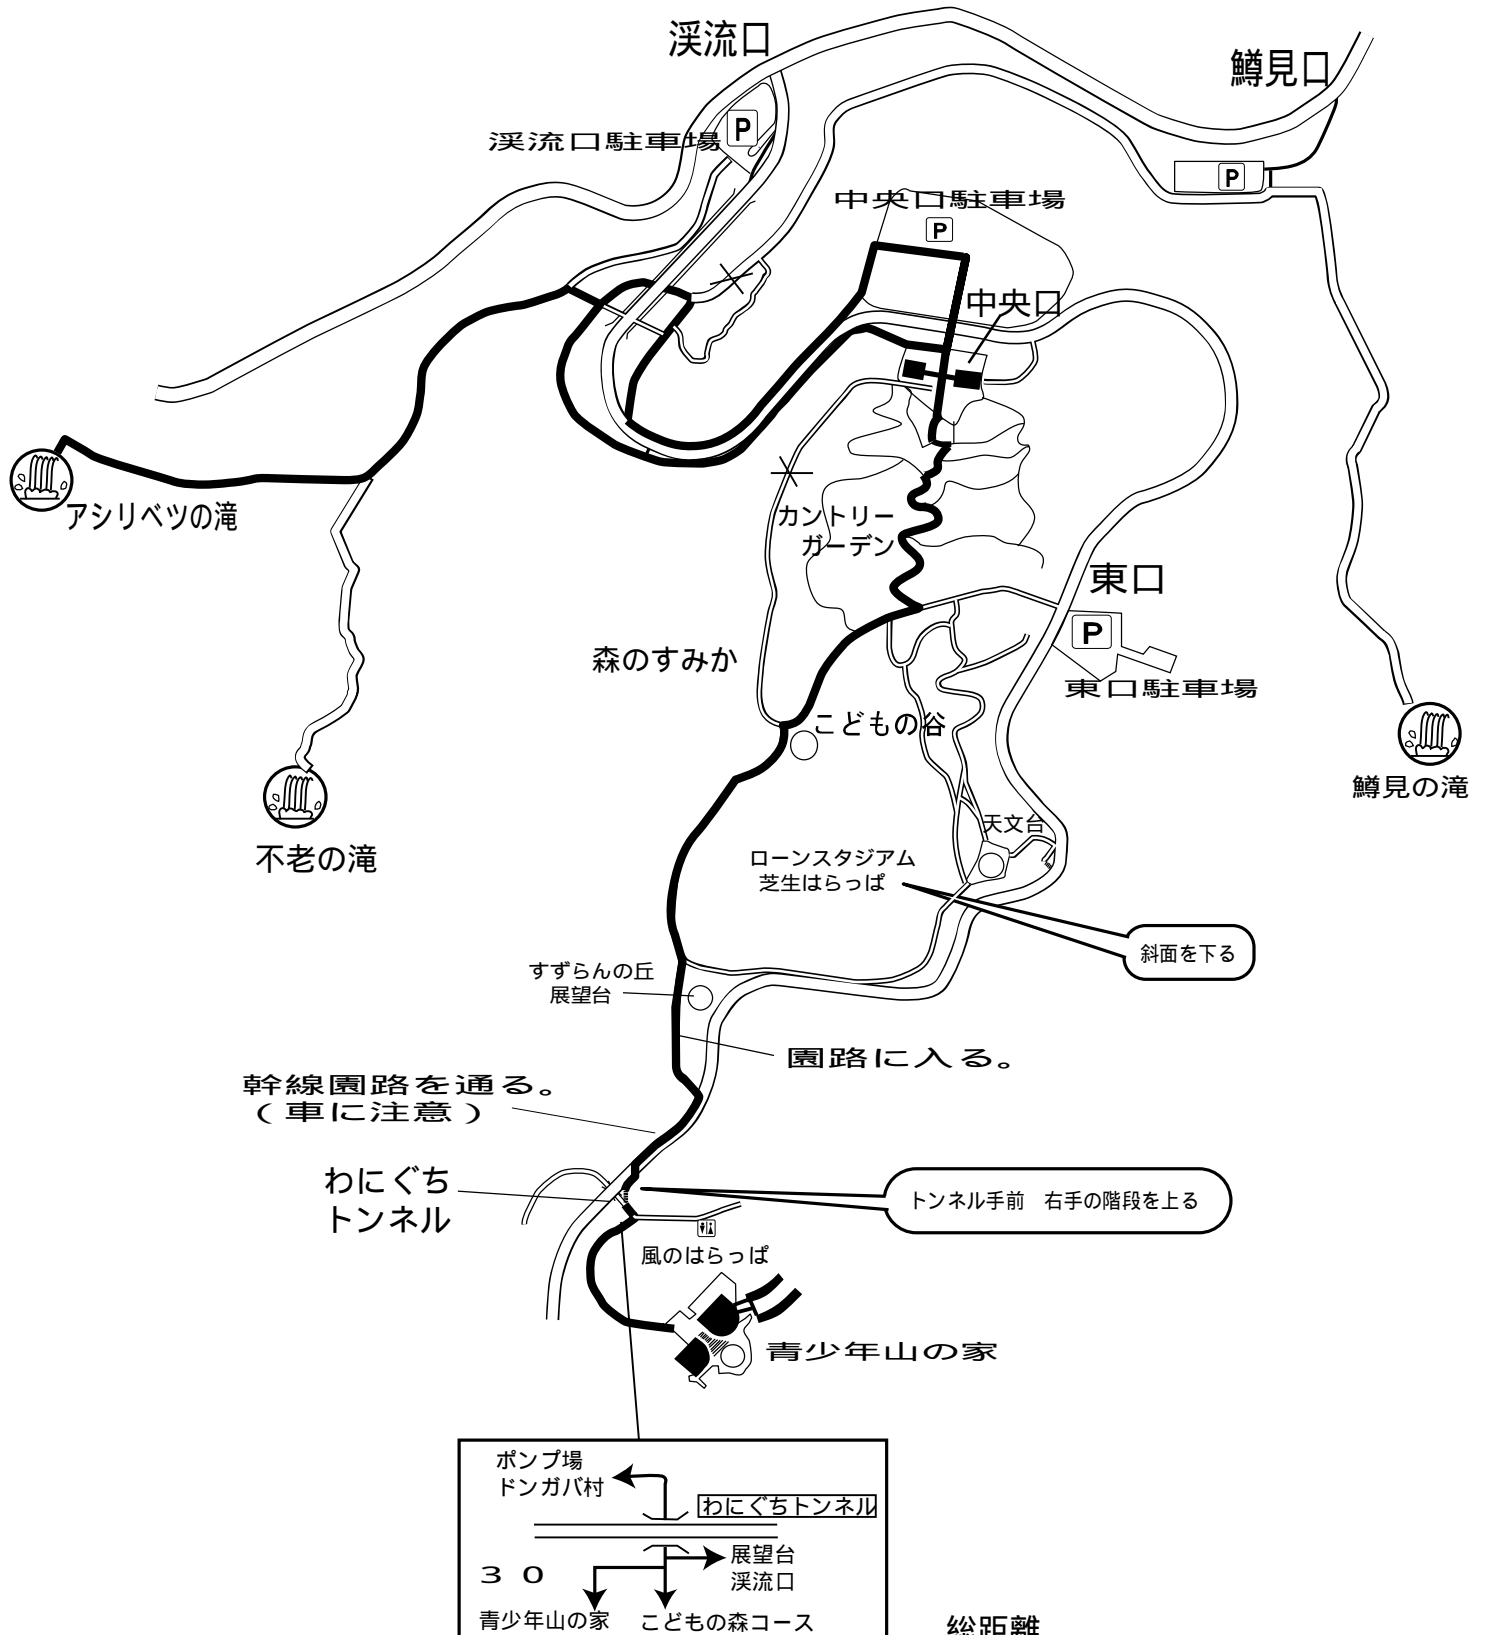 渓流口
鱒見口
P
渓流口駐車場
P
中央口駐車場
P
中央口
アシリベツの滝
カントリー
ガーデン
東口
P
森のすみか
東口駐車場
こどもの谷
鱒見の滝
不老の滝
天文台
ローンスタジアム
芝生はらっぱ
斜面を下る
すずらんの丘
展望台
園路に入る。
幹線園路を通る。
(車に注意)
わにぐち
トンネル
トンネル手前 右手の階段を上る
風のはらっぱ
青少年山の家
ポンプ場
ドンガバ村
わにぐちトンネル
展望台
渓流口
30
青少年山の家
こどもの森コース
総距離